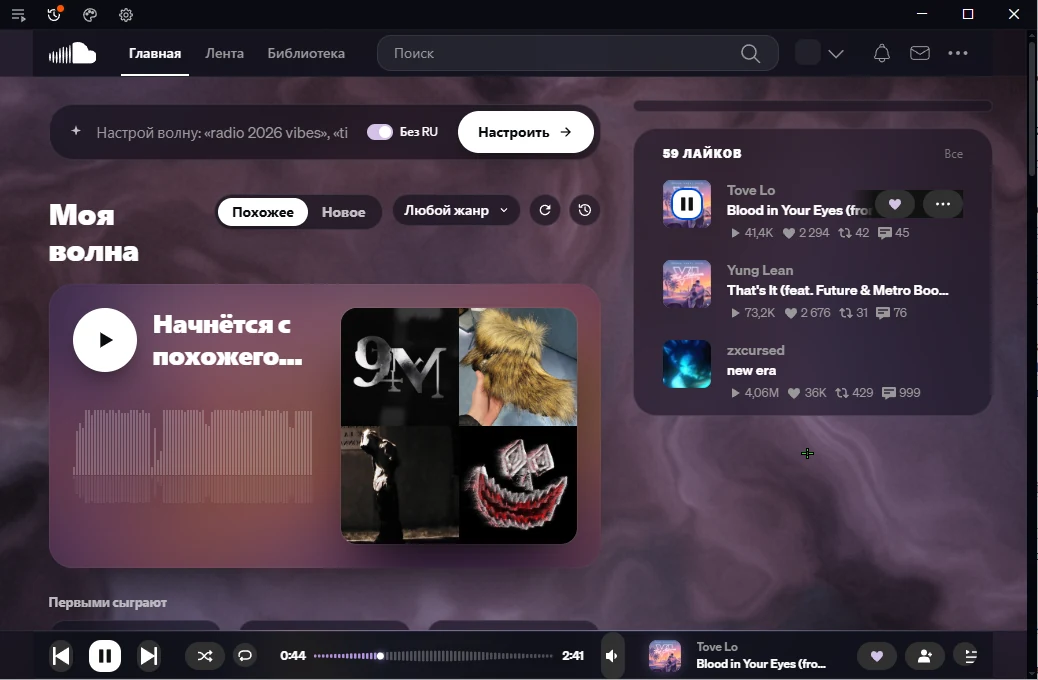 Главная
Лента
Библиотека
Поиск
Настрой волну: «radio 2026 vibes», «ti
Без RU
Настроить
Моя
волна
Похожее
Новое
Любой жанр
Начнётся с
похожего...
9M
Первыми сыграют
59 ЛАЙКОВ
Все
Tove Lo
Blood in Your Eyes (fro
41,4K 2 294 42 45
Yung Lean
That's It (feat. Future & Metro Boo...
73,2K 2 676 31 76
zxcursed
new era
4,06M 36K 429 999
0:44
2:41
Tove Lo
Blood in Your Eyes (fro...